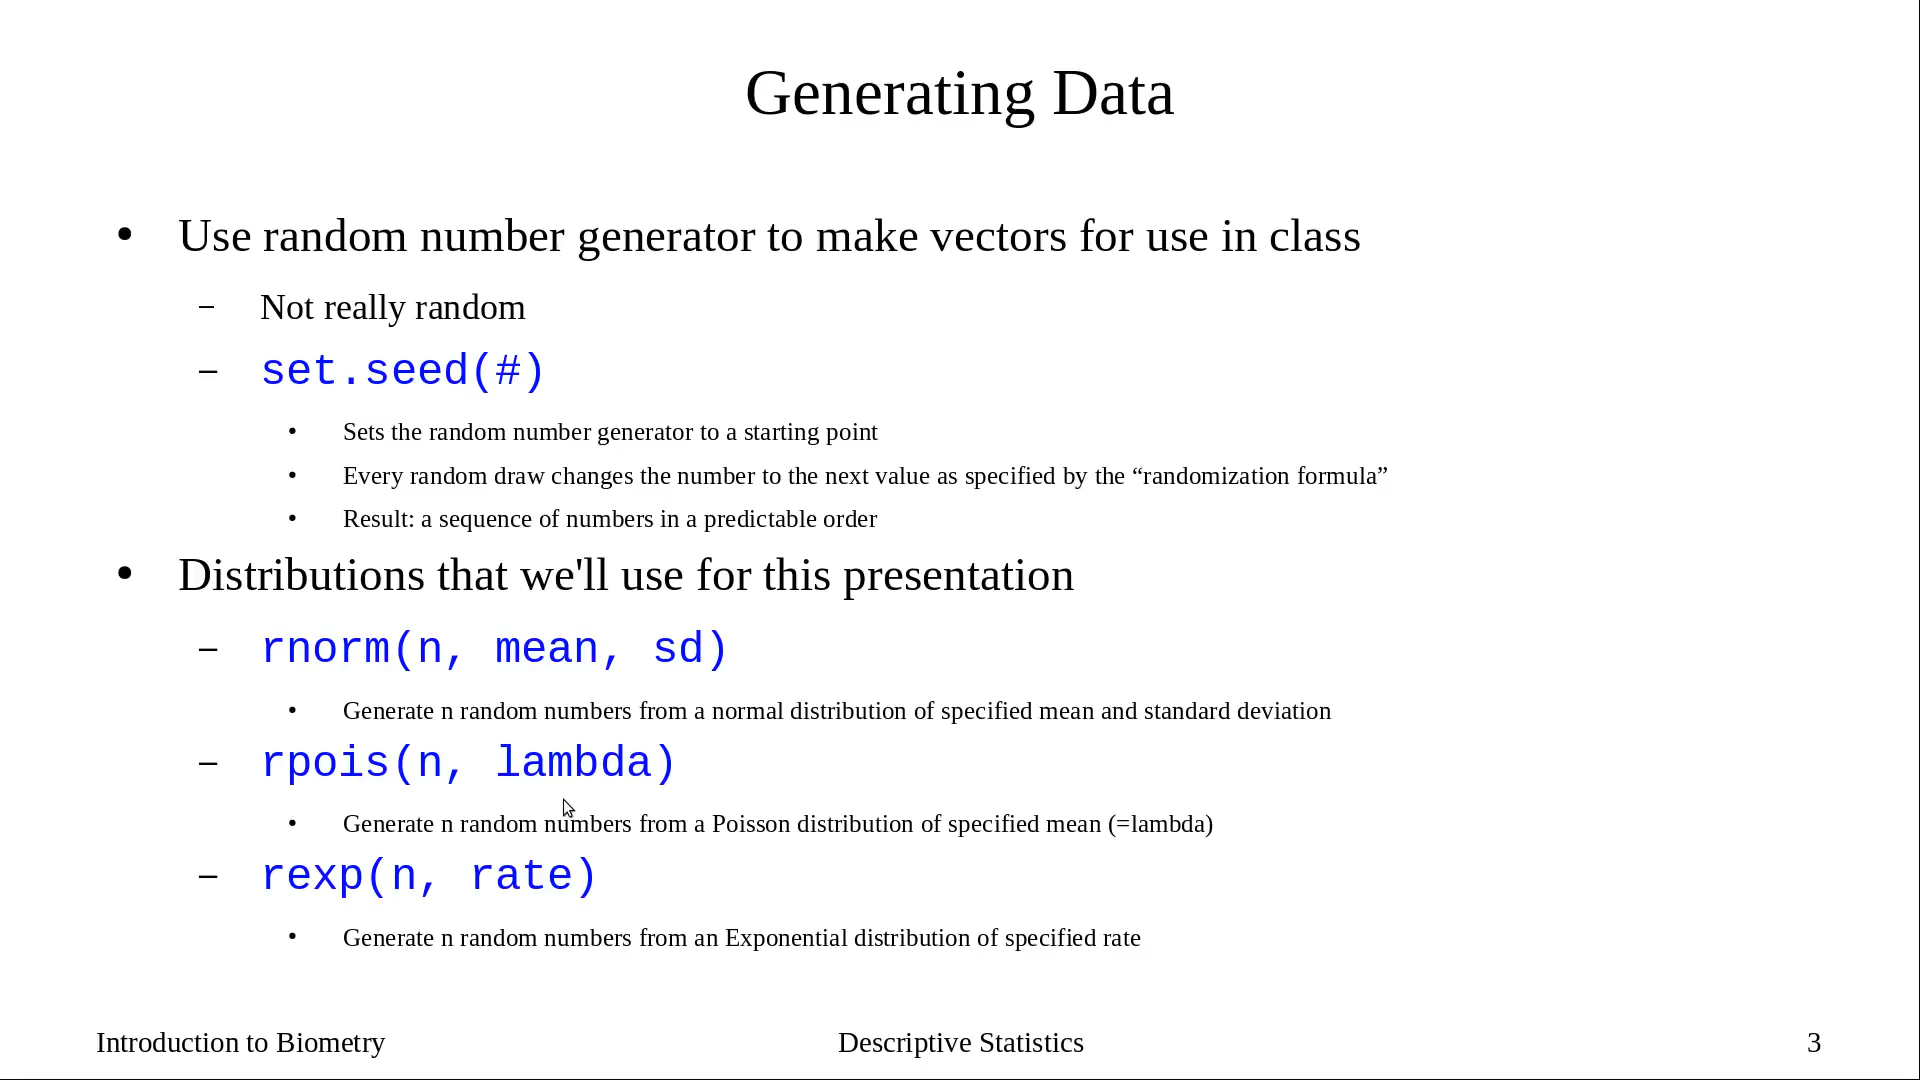 Generating Data
• Use random number generator to make vectors for use in class
– Not really random
– set.seed(#)
• Sets the random number generator to a starting point
• Every random draw changes the number to the next value as specified by the “randomization formula”
• Result: a sequence of numbers in a predictable order
• Distributions that we'll use for this presentation
– rnorm(n, mean, sd)
• Generate n random numbers from a normal distribution of specified mean and standard deviation
– rpois(n, lambda)
• Generate n random numbers from a Poisson distribution of specified mean (=lambda)
– rexp(n, rate)
• Generate n random numbers from an Exponential distribution of specified rate
Introduction to Biometry Descriptive Statistics 3